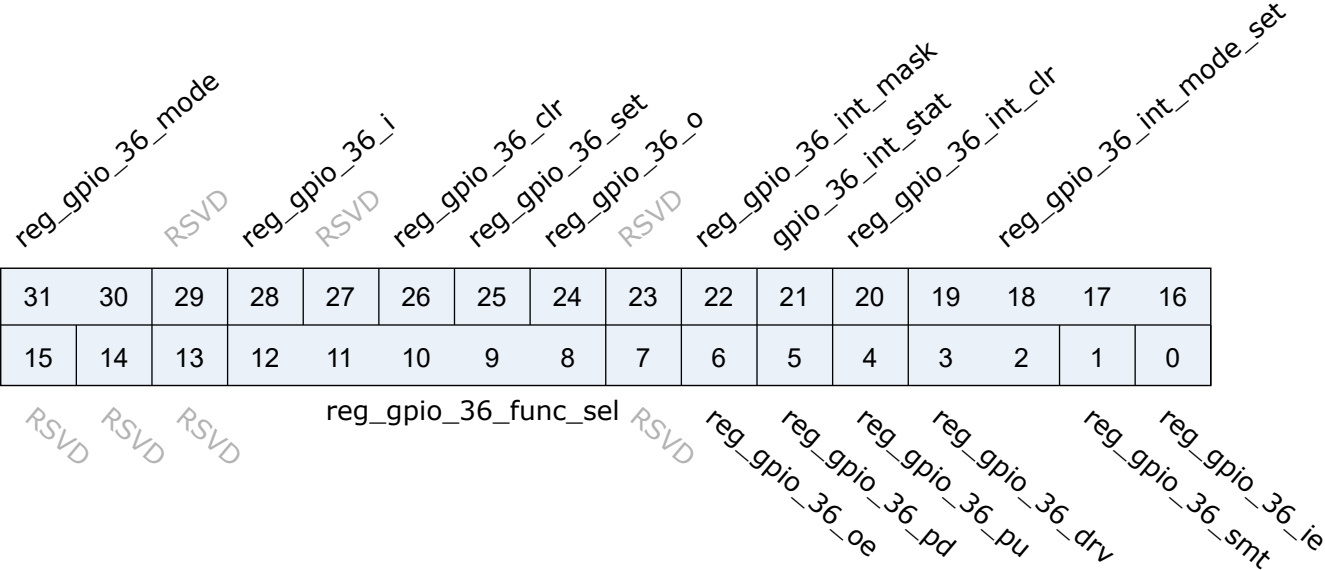 reg_gpio_36_mode
RSVD
reg_gpio_36_i
RSVD
reg_gpio_36_clr
reg_gpio_36_set
reg_gpio_36_o
RSVD
reg_gpio_36_int_mask
gpio_36_int_stat
reg_gpio_36_int_clr
reg_gpio_36_int_mode_set
31 30 29 28 27 26 25 24 23 22 21 20 19 18 17 16
15 14 13 12 11 10 9 8 7 6 5 4 3 2 1 0
RSVD
RSVD
RSVD
reg_gpio_36_func_sel
RSVD
reg_gpio_36_oe
reg_gpio_36_pd
reg_gpio_36_pu
reg_gpio_36_drv
reg_gpio_36_smt
reg_gpio_36_ie